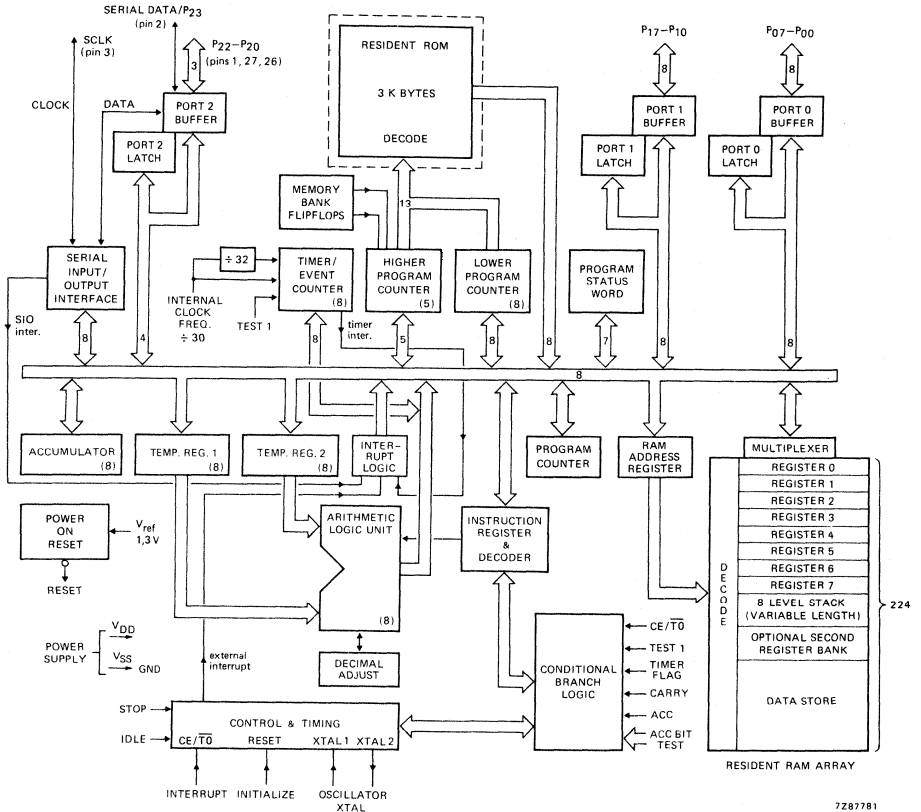 SERIAL DATA/P23
(pin 2)
SCLK
(pin 3)
P22–P20
(pins 1, 27, 26)
3
CLOCK
DATA
PORT 2
BUFFER
PORT 2
LATCH
RESIDENT ROM
3 K BYTES
DECODE
8
P17–P10
8
PORT 1
BUFFER
PORT 1
LATCH
P07–P00
8
PORT 0
BUFFER
PORT 0
LATCH
MEMORY
BANK
FLIPFLOPS
13
SERIAL
INPUT/
OUTPUT
INTERFACE
÷ 32
TIMER/
EVENT
COUNTER
(8)
HIGHER
PROGRAM
COUNTER
(5)
LOWER
PROGRAM
COUNTER
(8)
PROGRAM
STATUS
WORD
INTERNAL
CLOCK
FREQ.
÷ 30
TEST 1
timer
inter.
SIO
inter.
8
4
8
5
8
8
7
8
8
8
ACCUMULATOR
(8)
TEMP. REG. 1
(8)
TEMP. REG. 2
(8)
INTER-
RUPT
LOGIC
PROGRAM
COUNTER
RAM
ADDRESS
REGISTER
MULTIPLEXER
POWER
ON
RESET
Vref
1,3 V
RESET
ARITHMETIC
LOGIC UNIT
(8)
INSTRUCTION
REGISTER
&
DECODER
DECODE
REGISTER 0
REGISTER 1
REGISTER 2
REGISTER 3
REGISTER 4
REGISTER 5
REGISTER 6
REGISTER 7
8 LEVEL STACK
(VARIABLE LENGTH)
OPTIONAL SECOND
REGISTER BANK
DATA STORE
224
RESIDENT RAM ARRAY
POWER
SUPPLY
VDD
VSS
GND
external
interrupt
DECIMAL
ADJUST
CONDITIONAL
BRANCH
LOGIC
CE/T̅0̅
TEST 1
TIMER
FLAG
CARRY
ACC
ACC BIT
TEST
STOP
IDLE
CONTROL & TIMING
CE/T̅0̅ RESET XTAL 1 XTAL 2
INTERRUPT INITIALIZE OSCILLATOR
XTAL
7Z87781